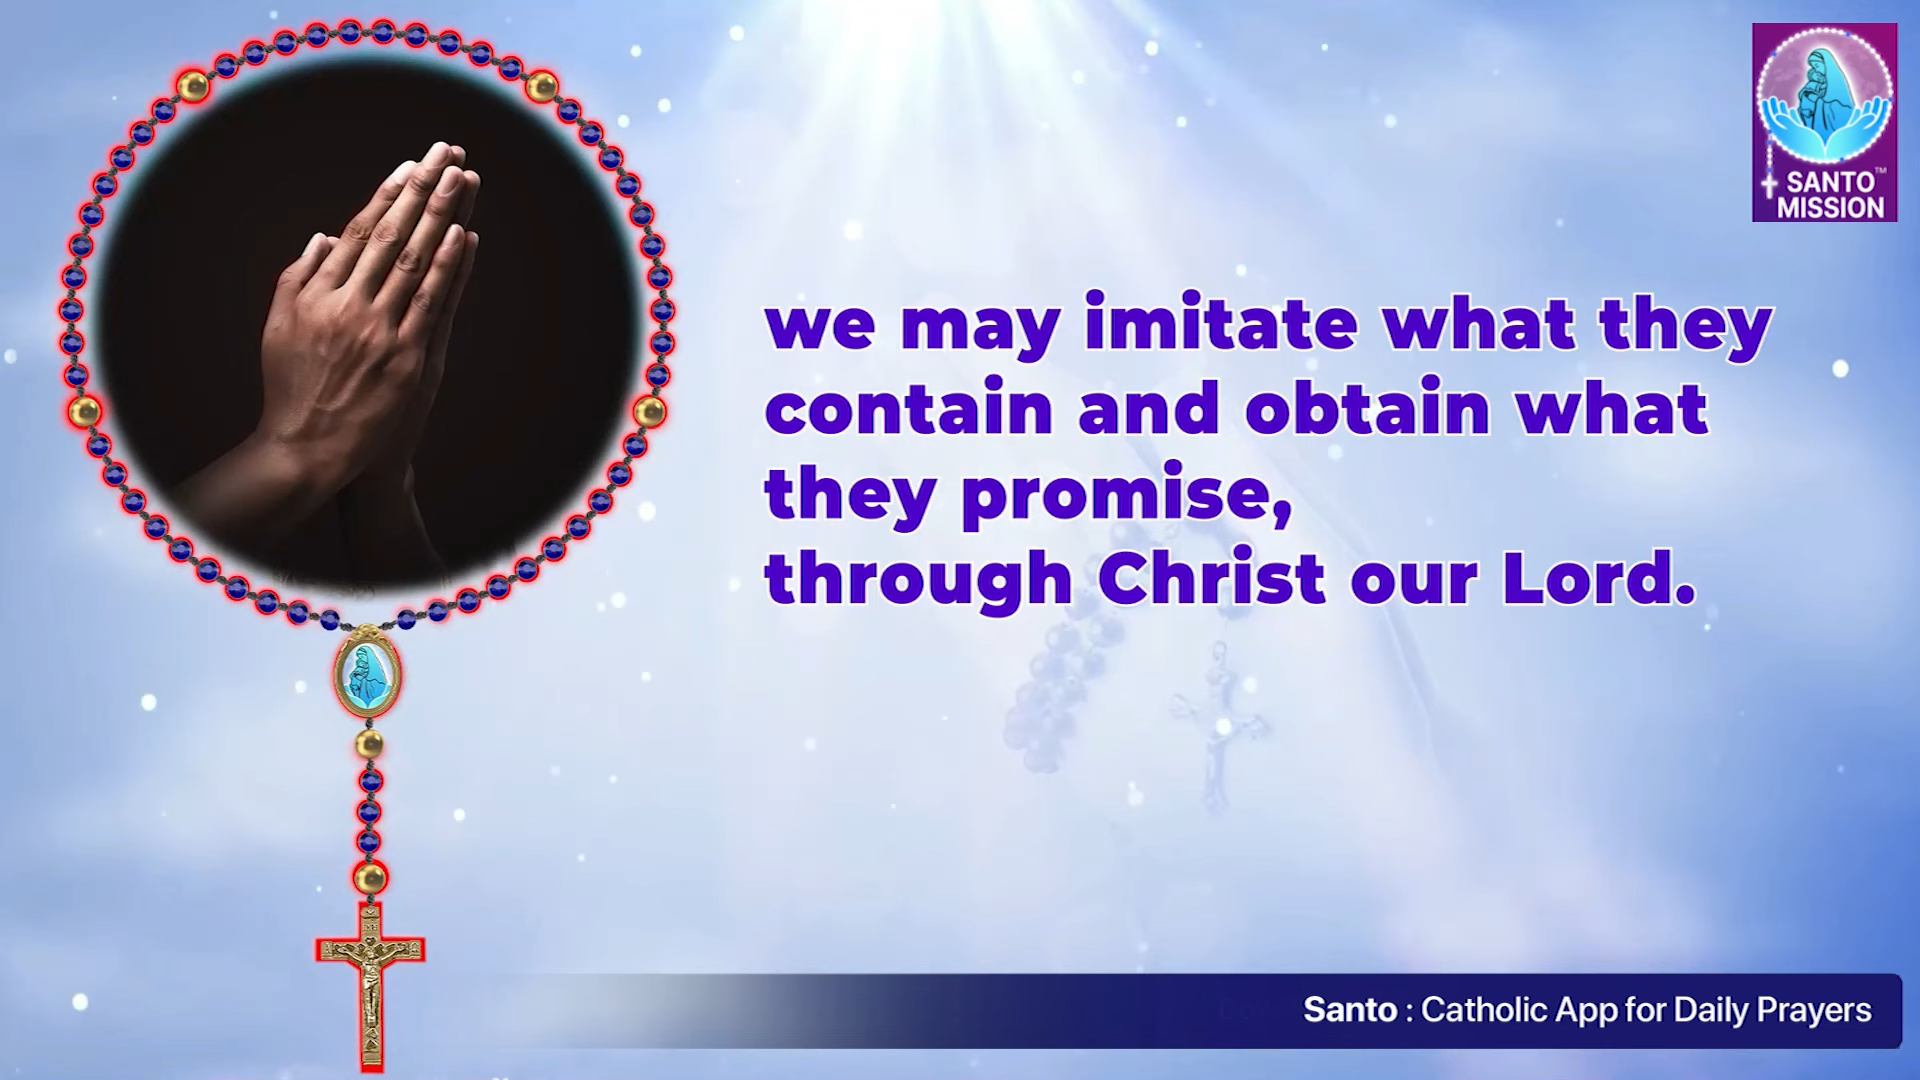 SANTO™
MISSION
we may imitate what they
contain and obtain what
they promise,
through Christ our Lord.
Santo : Catholic App for Daily Prayers